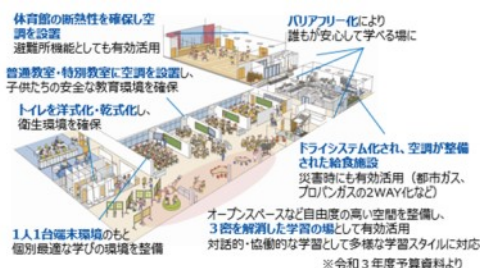 体育館の断熱性を確保し空
調を設置
避難所機能としても有効活用
バリアフリー化により
誰もが安心して学べる場に
普通教室・特別教室に空調を設置し、
子供たちの安全な教育環境を確保
トイレを洋式化・乾式化し、
衛生環境を確保
ドライシステム化され、空調が整備
された給食施設
災害時にも有効活用（都市ガス、
プロパンガスの2WAY化など）
1人1台端末環境のもと
個別最適な学びの環境を整備
オープンスペースなど自由度の高い空間を整備し、
3密を解消した学習の場として有効活用
対話的・協働的な学習として多様な学習スタイルに対応
※令和3年度予算資料より